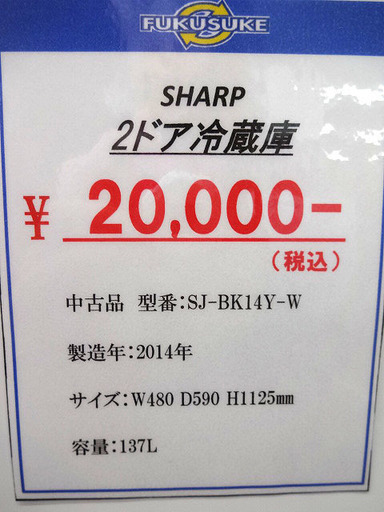 FUKUSUKE
SHARP
2ドア冷蔵庫
¥ 20,000-
（税込）
中古品 型番：SJ-BK14Y-W
製造年：2014年
サイズ：W480 D590 H1125mm
容量：137L